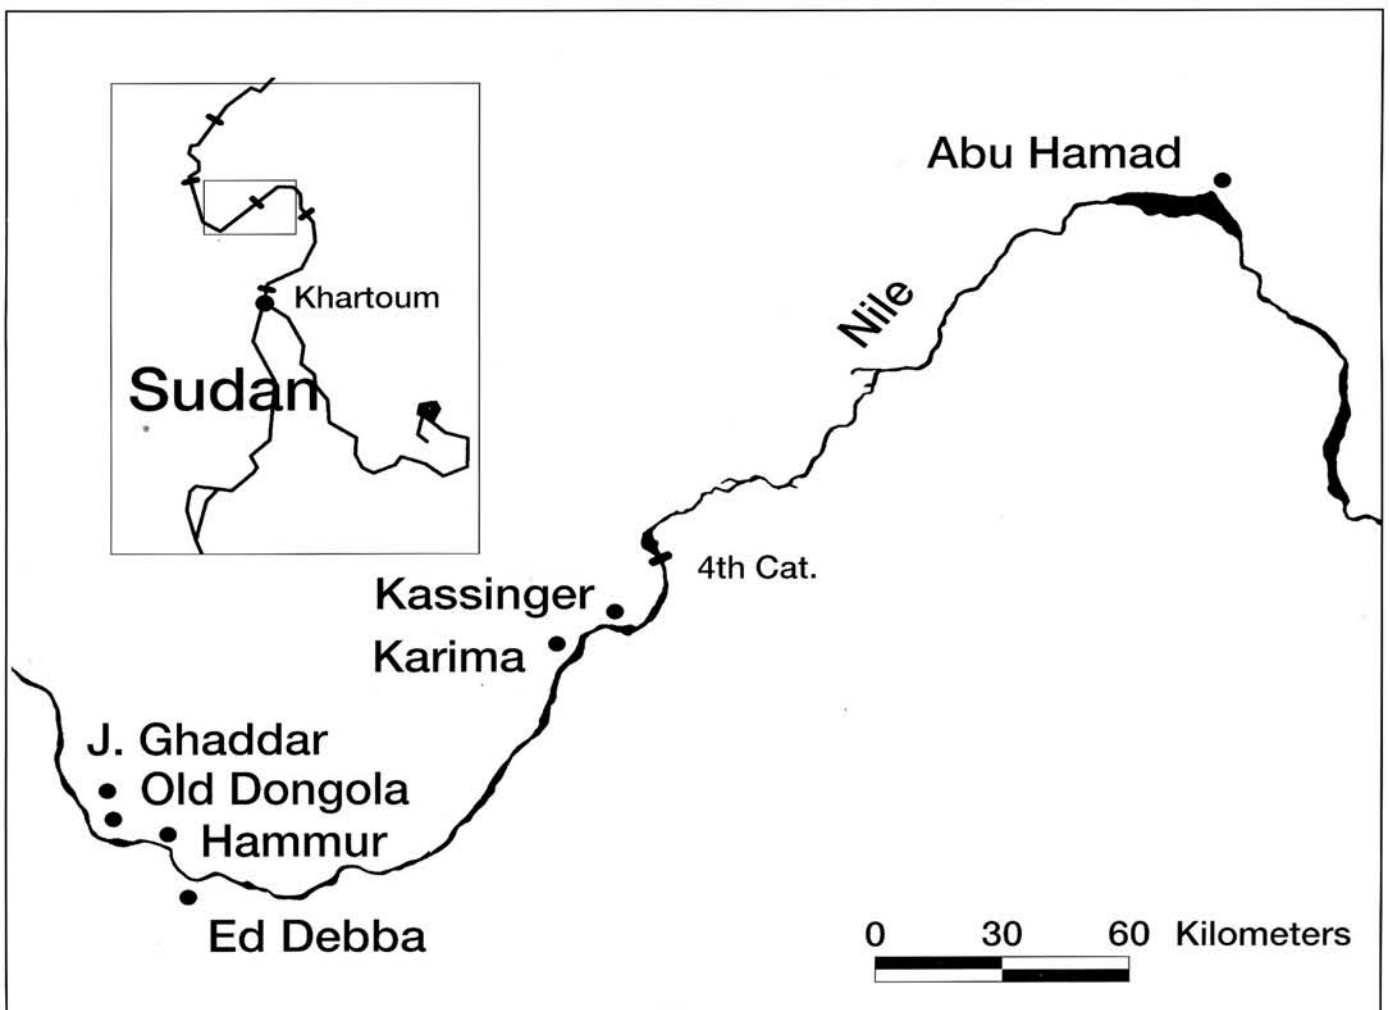 Abu Hamad
Nile
Khartoum
Sudan
4th Cat.
Kassinger
Karima
J. Ghaddar
Old Dongola
Hammur
Ed Debba
0 30 60 Kilometers